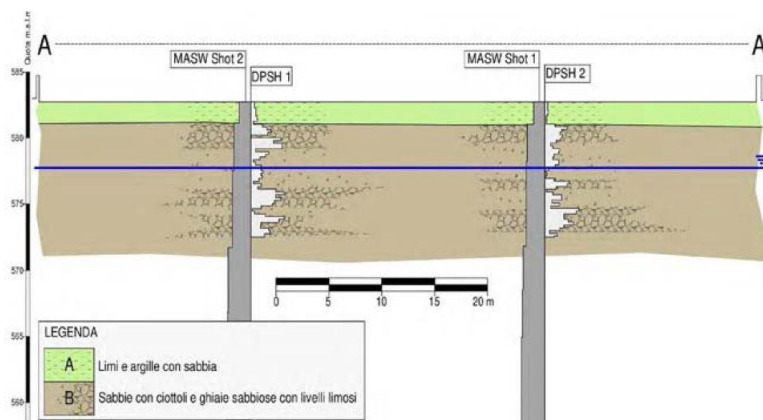 Quota m.s.l.m
A
A
MASW Shot 2
DPSH 1
MASW Shot 1
DPSH 2
585
580
575
570
565
560
0 5 10 15 20 m
LEGENDA
A Limi e argille con sabbia
B Sabbie con ciottoli e ghiaie sabbiose con livelli limosi